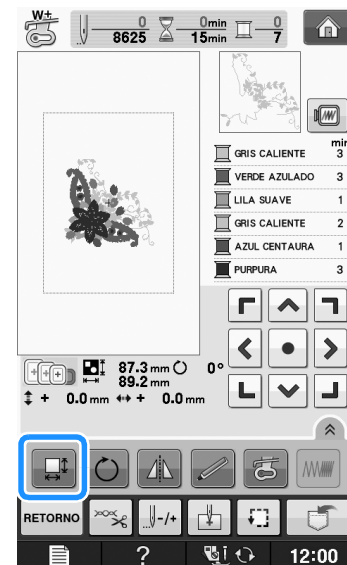 W+
0 0min 0
8625 15min 7
min
GRIS CALIENTE 3
VERDE AZULADO 3
LILA SUAVE 1
GRIS CALIENTE 2
AZUL CENTAURA 1
PURPURA 3
87.3 mm 0°
89.2 mm
+ 0.0 mm + 0.0 mm
RETORNO -/+
? 12:00